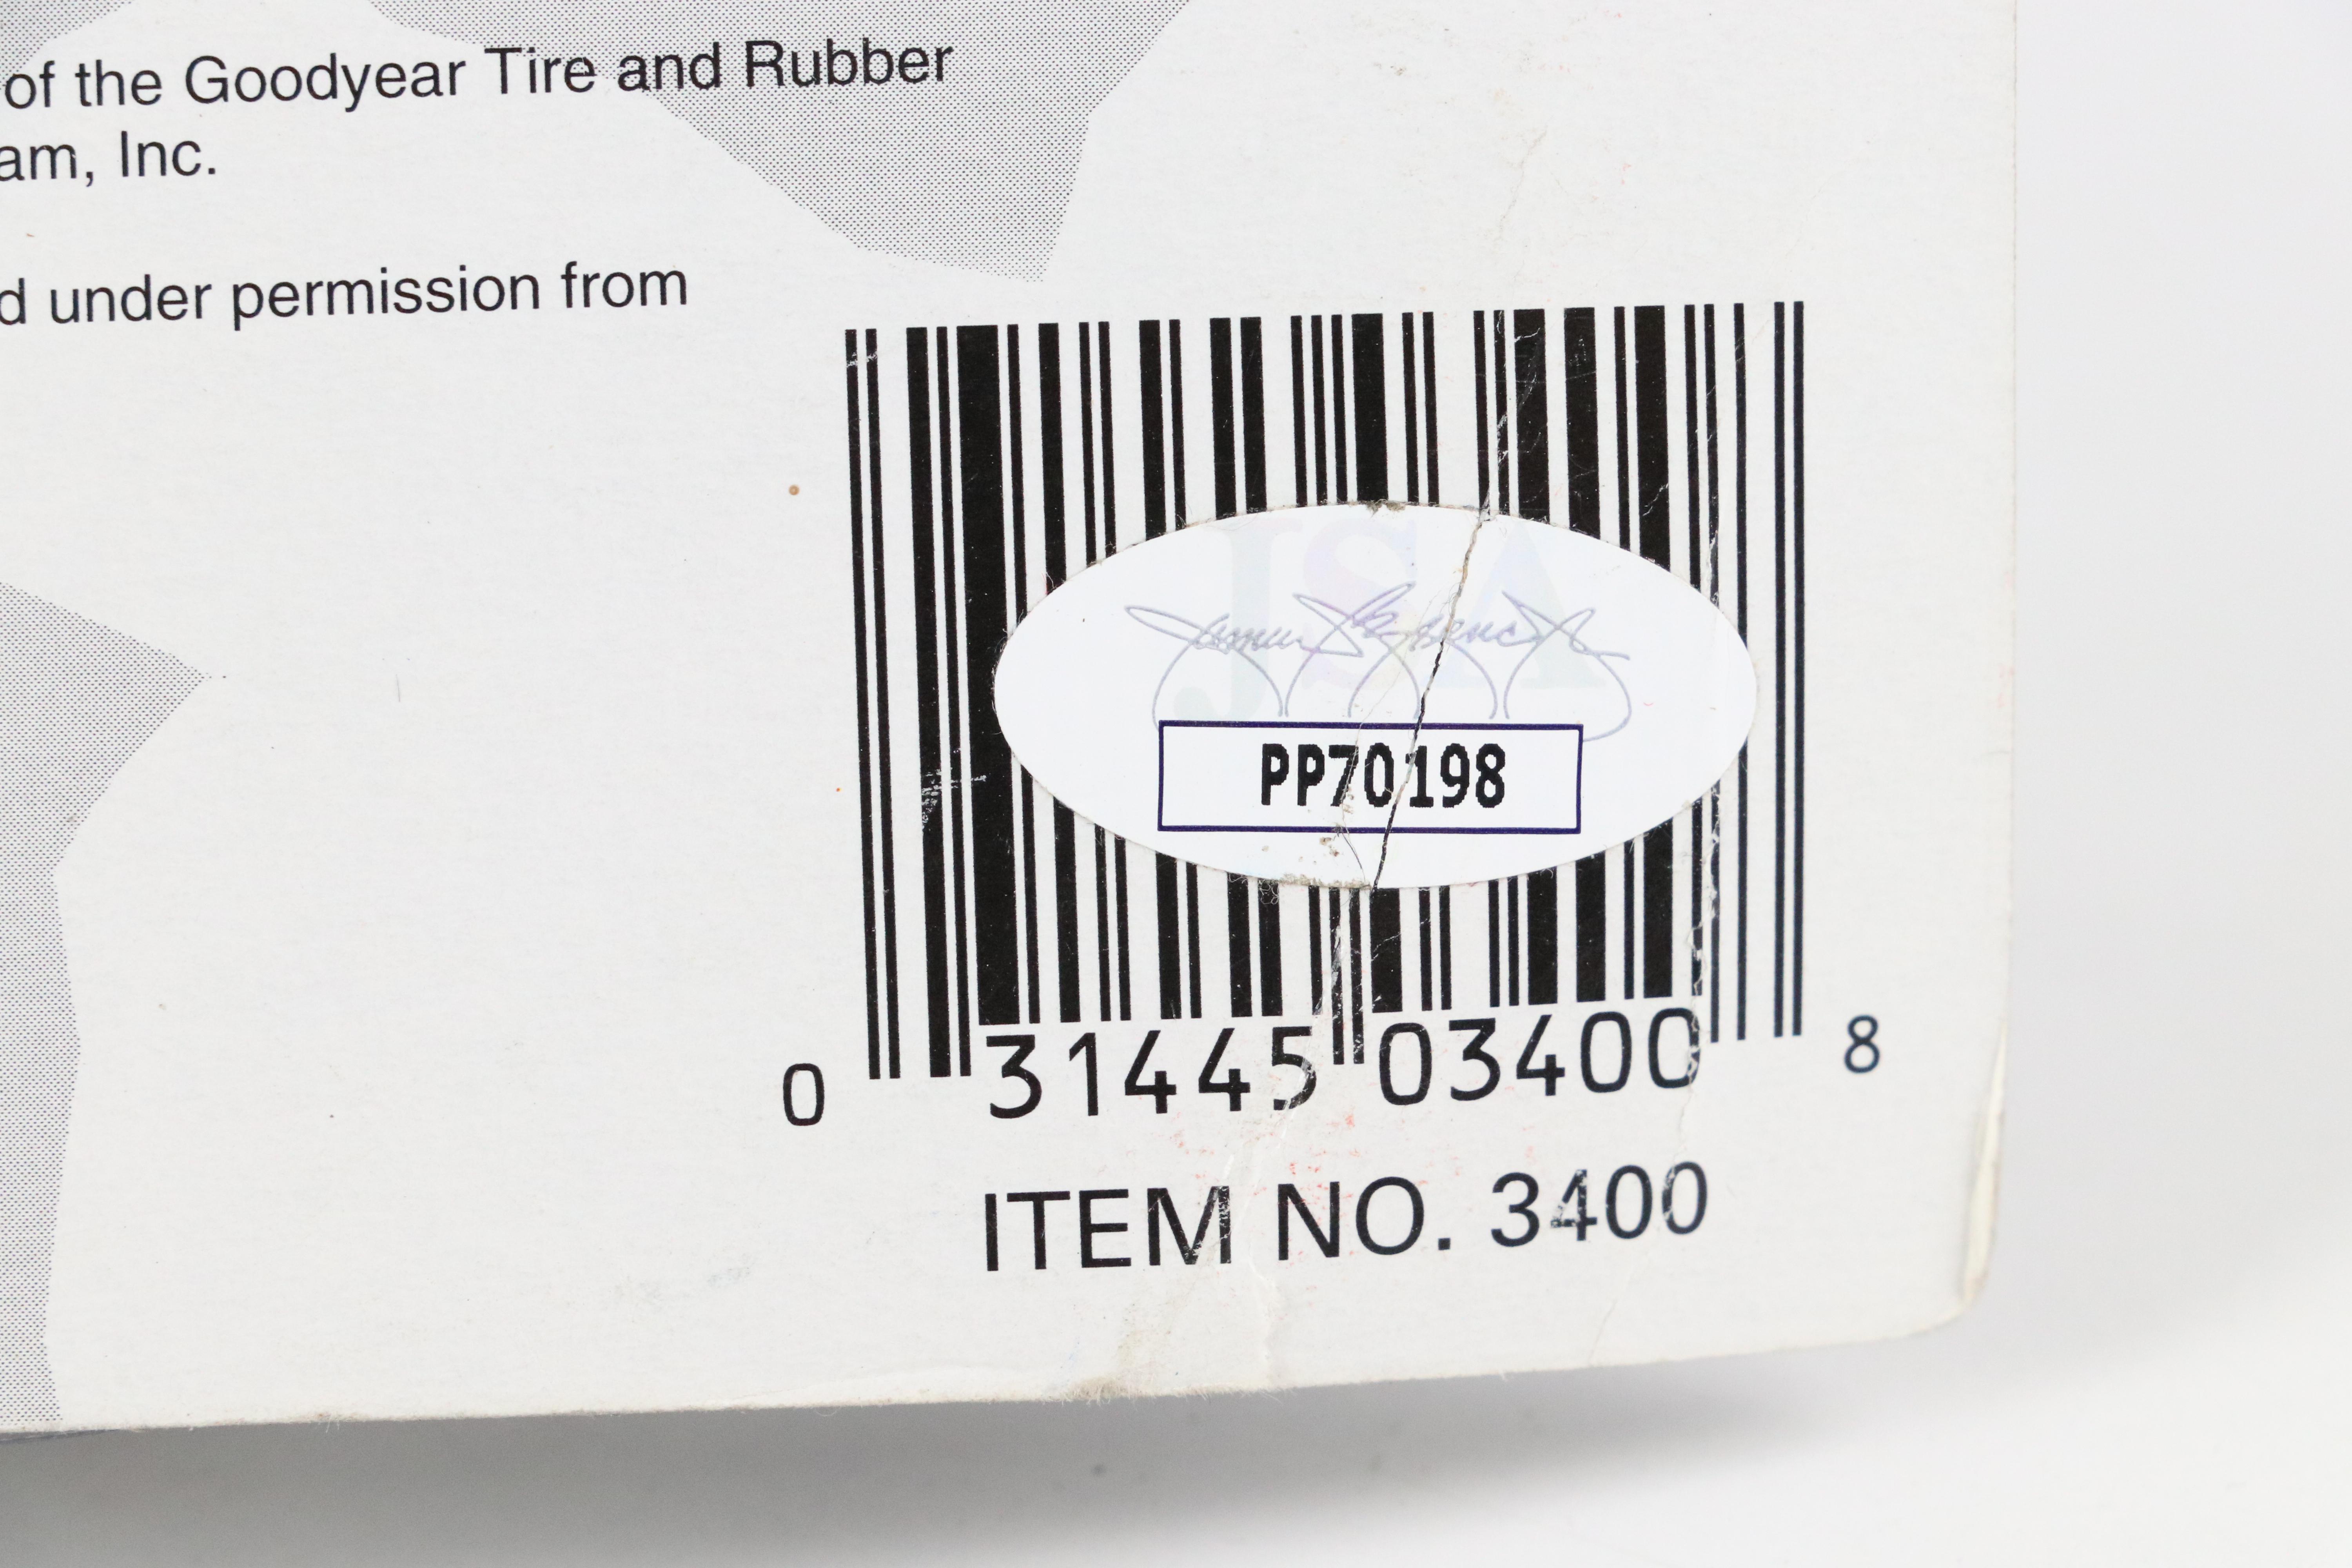 of the Goodyear Tire and Rubber
am, Inc.
d under permission from
JSA
PP70198
0 31445 03400 8
ITEM NO. 3400